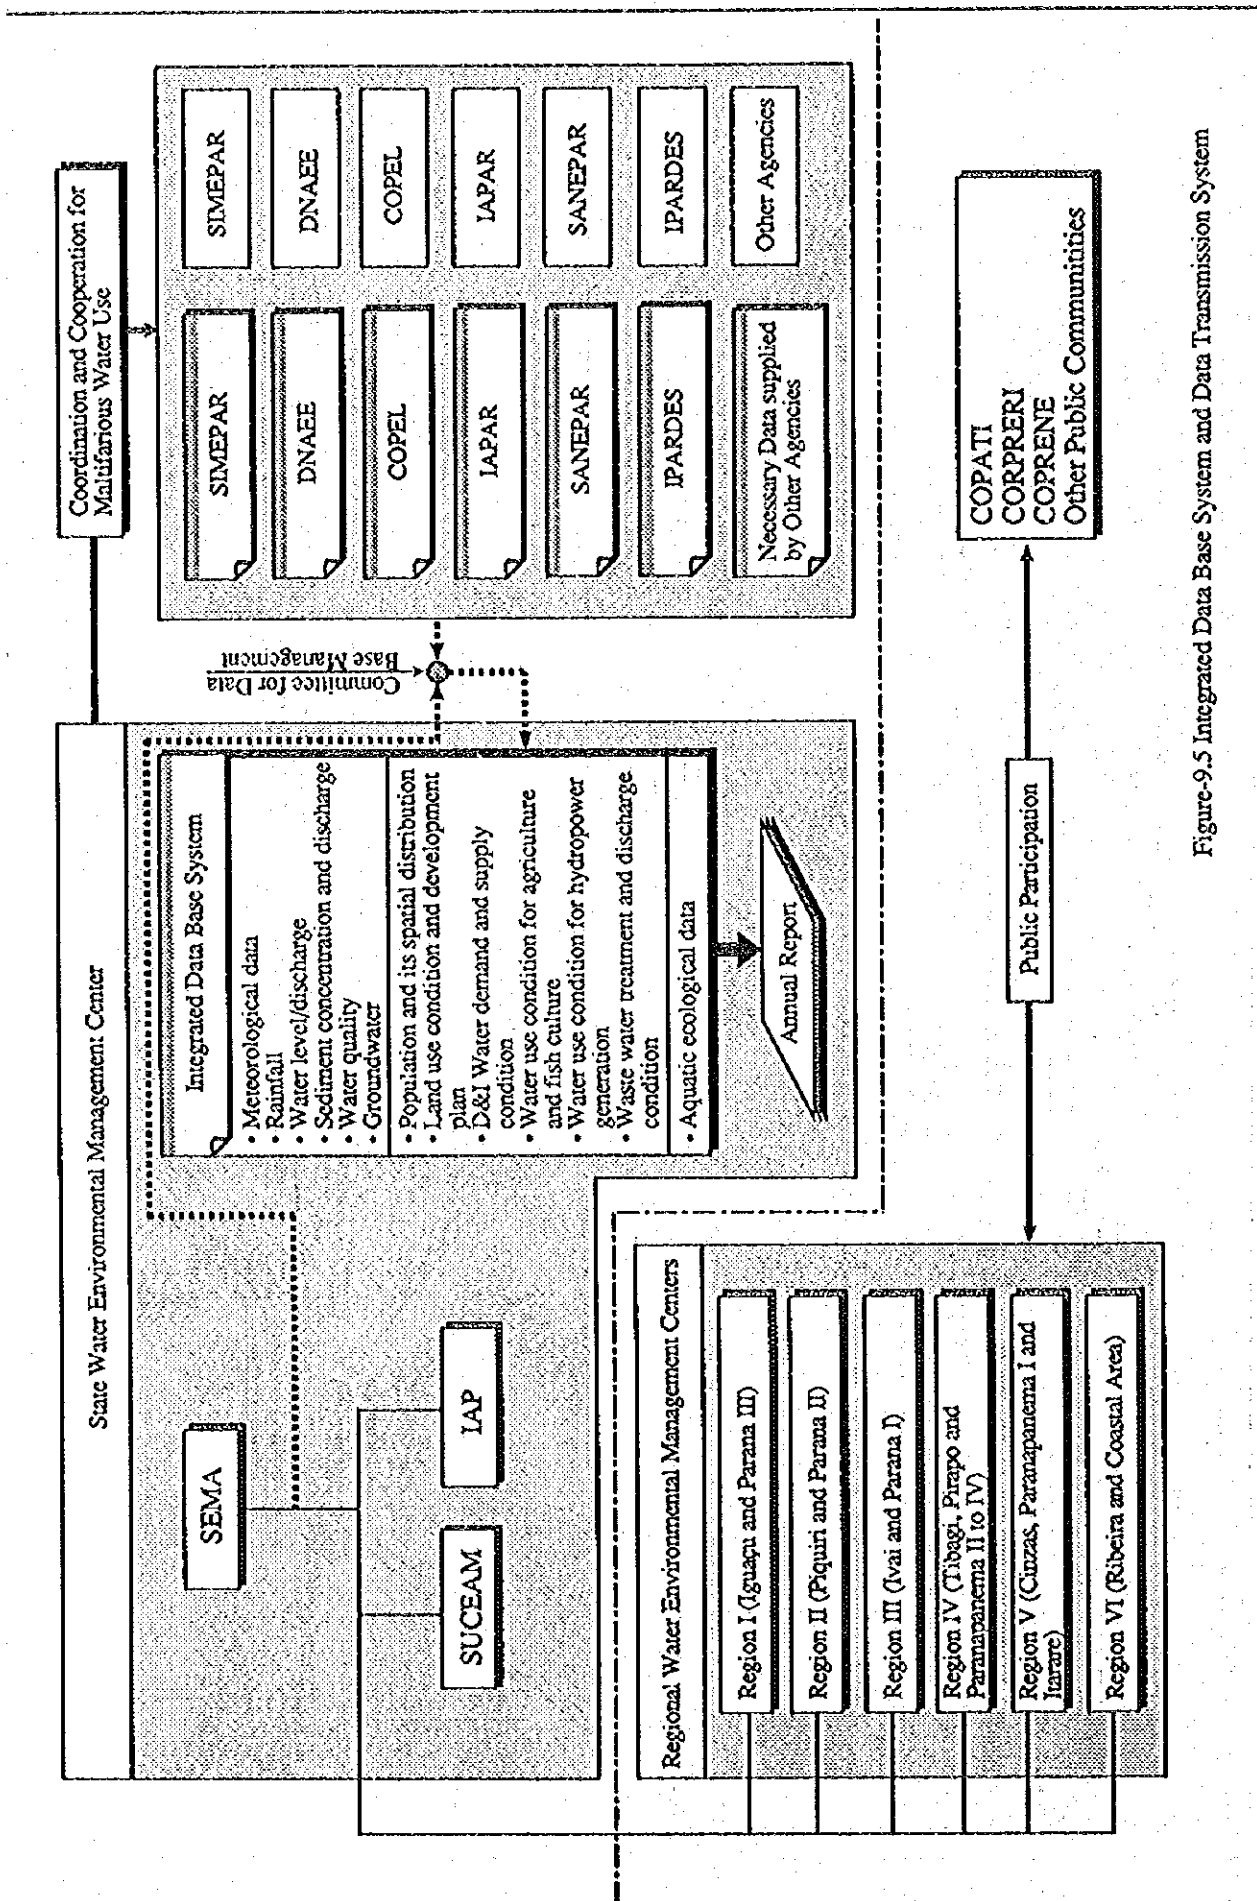 State Water Environmental Management Center
SEMA
SUCEAM
IAP
Integrated Data Base System
• Meteorological data
• Rainfall
• Water level/discharge
• Sediment concentration and discharge
• Water quality
• Groundwater
• Population and its spatial distribution
• Land use condition and development
plan
• D&I Water demand and supply
condition
• Water use condition for agriculture
and fish culture
• Water use condition for hydropower
generation
• Waste water treatment and discharge
condition
• Aquatic ecological data
Annual Report
Committee for Data
Base Management
Coordination and Cooperation for
Maltifarious Water Use
SIMEPAR
SIMEPAR
DNAEE
DNAEE
COPEL
COPEL
IAPAR
IAPAR
SANEPAR
SANEPAR
IPARDES
IPARDES
Necessary Data supplied
by Other Agencies
Other Agencies
Regional Water Enviromental Management Centers
Region I (Iguaçu and Parana III)
Region II (Piquiri and Parana II)
Region III (Ivai and Parana I)
Region IV (Tibagi, Pirapo and
Paranapanema II to IV)
Region V (Cinzas, Paranapanema I and
Itarare)
Region VI (Ribeira and Coastal Area)
Public Participation
COPATI
CORPRERI
COPRENE
Other Public Communitities
Figure-9.5 Integrated Data Base System and Data Transmission System